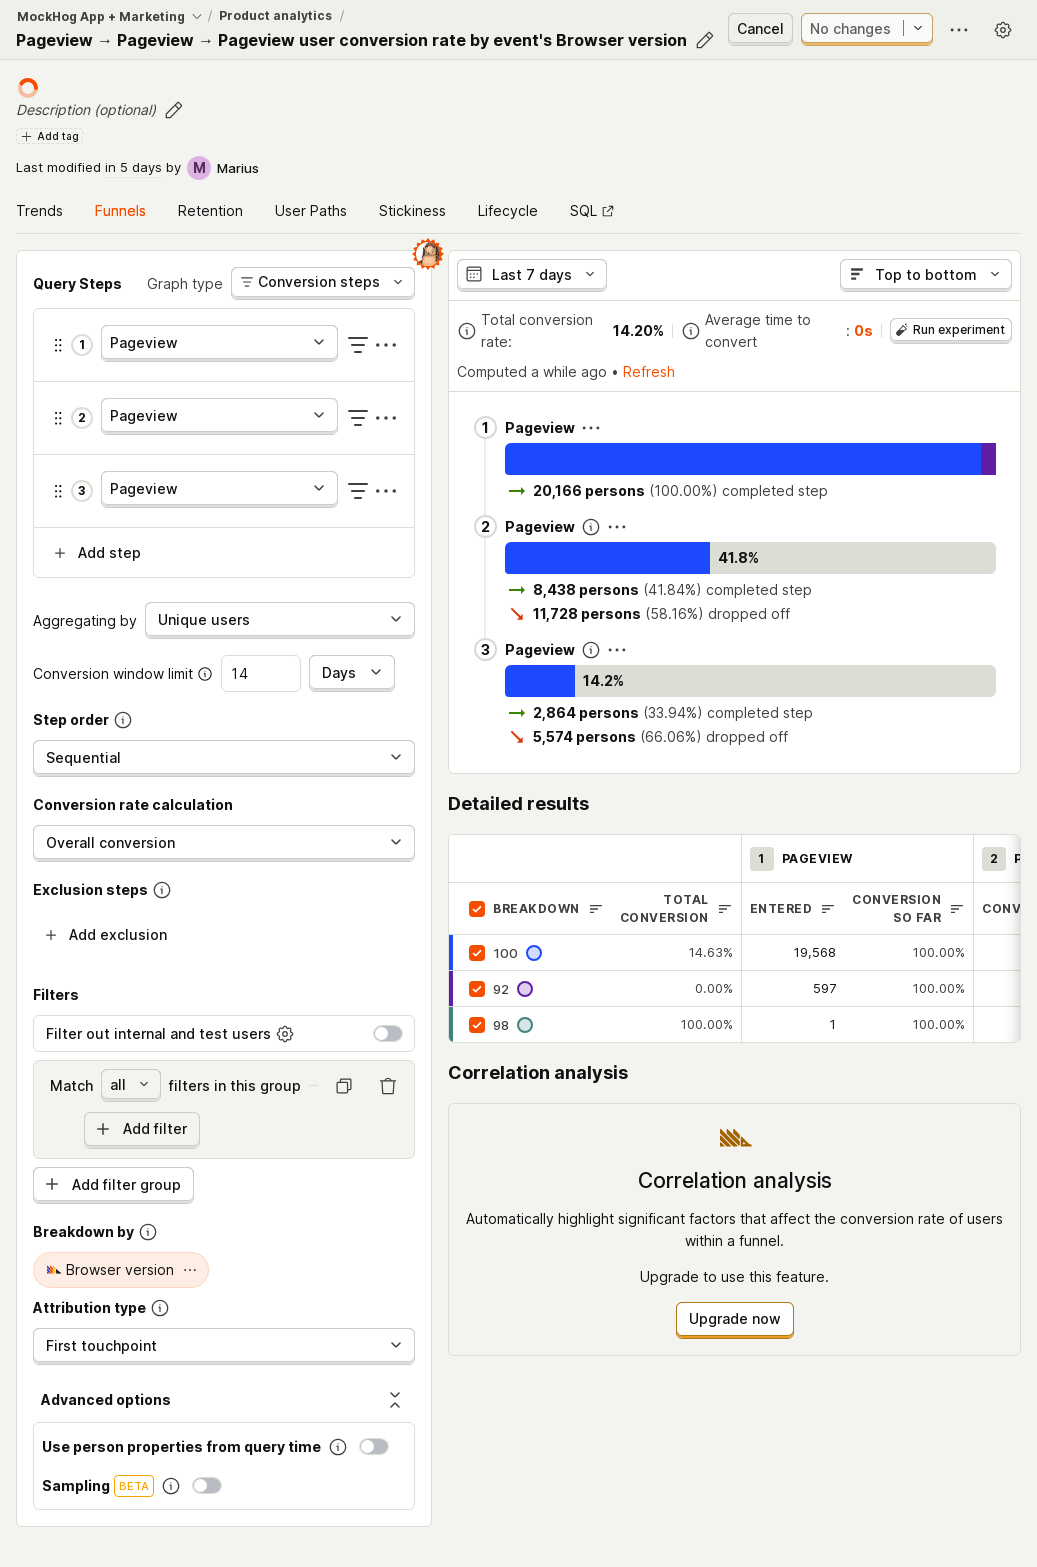 MockHog App + Marketing / Product analytics /
Pageview → Pageview → Pageview user conversion rate by event's Browser version
Cancel
No changes
Description (optional)
Add tag
Last modified in 5 days by M Marius
Trends Funnels Retention User Paths Stickiness Lifecycle SQL
Query Steps Graph type Conversion steps
1 Pageview
2 Pageview
3 Pageview
Add step
Aggregating by Unique users
Conversion window limit 14 Days
Step order
Sequential
Conversion rate calculation
Overall conversion
Exclusion steps
Add exclusion
Filters
Filter out internal and test users
Match all filters in this group
Add filter
Add filter group
Breakdown by
Browser version
Attribution type
First touchpoint
Advanced options
Use person properties from query time
Sampling BETA
Last 7 days Top to bottom
Total conversion rate: 14.20% Average time to convert : 0s Run experiment
Computed a while ago • Refresh
1 Pageview
20,166 persons (100.00%) completed step
2 Pageview
41.8%
8,438 persons (41.84%) completed step
11,728 persons (58.16%) dropped off
3 Pageview
14.2%
2,864 persons (33.94%) completed step
5,574 persons (66.06%) dropped off
Detailed results
1 PAGEVIEW 2 P
BREAKDOWN TOTAL CONVERSION ENTERED CONVERSION SO FAR CONV
100 14.63% 19,568 100.00%
92 0.00% 597 100.00%
98 100.00% 1 100.00%
Correlation analysis
Correlation analysis
Automatically highlight significant factors that affect the conversion rate of users
within a funnel.
Upgrade to use this feature.
Upgrade now